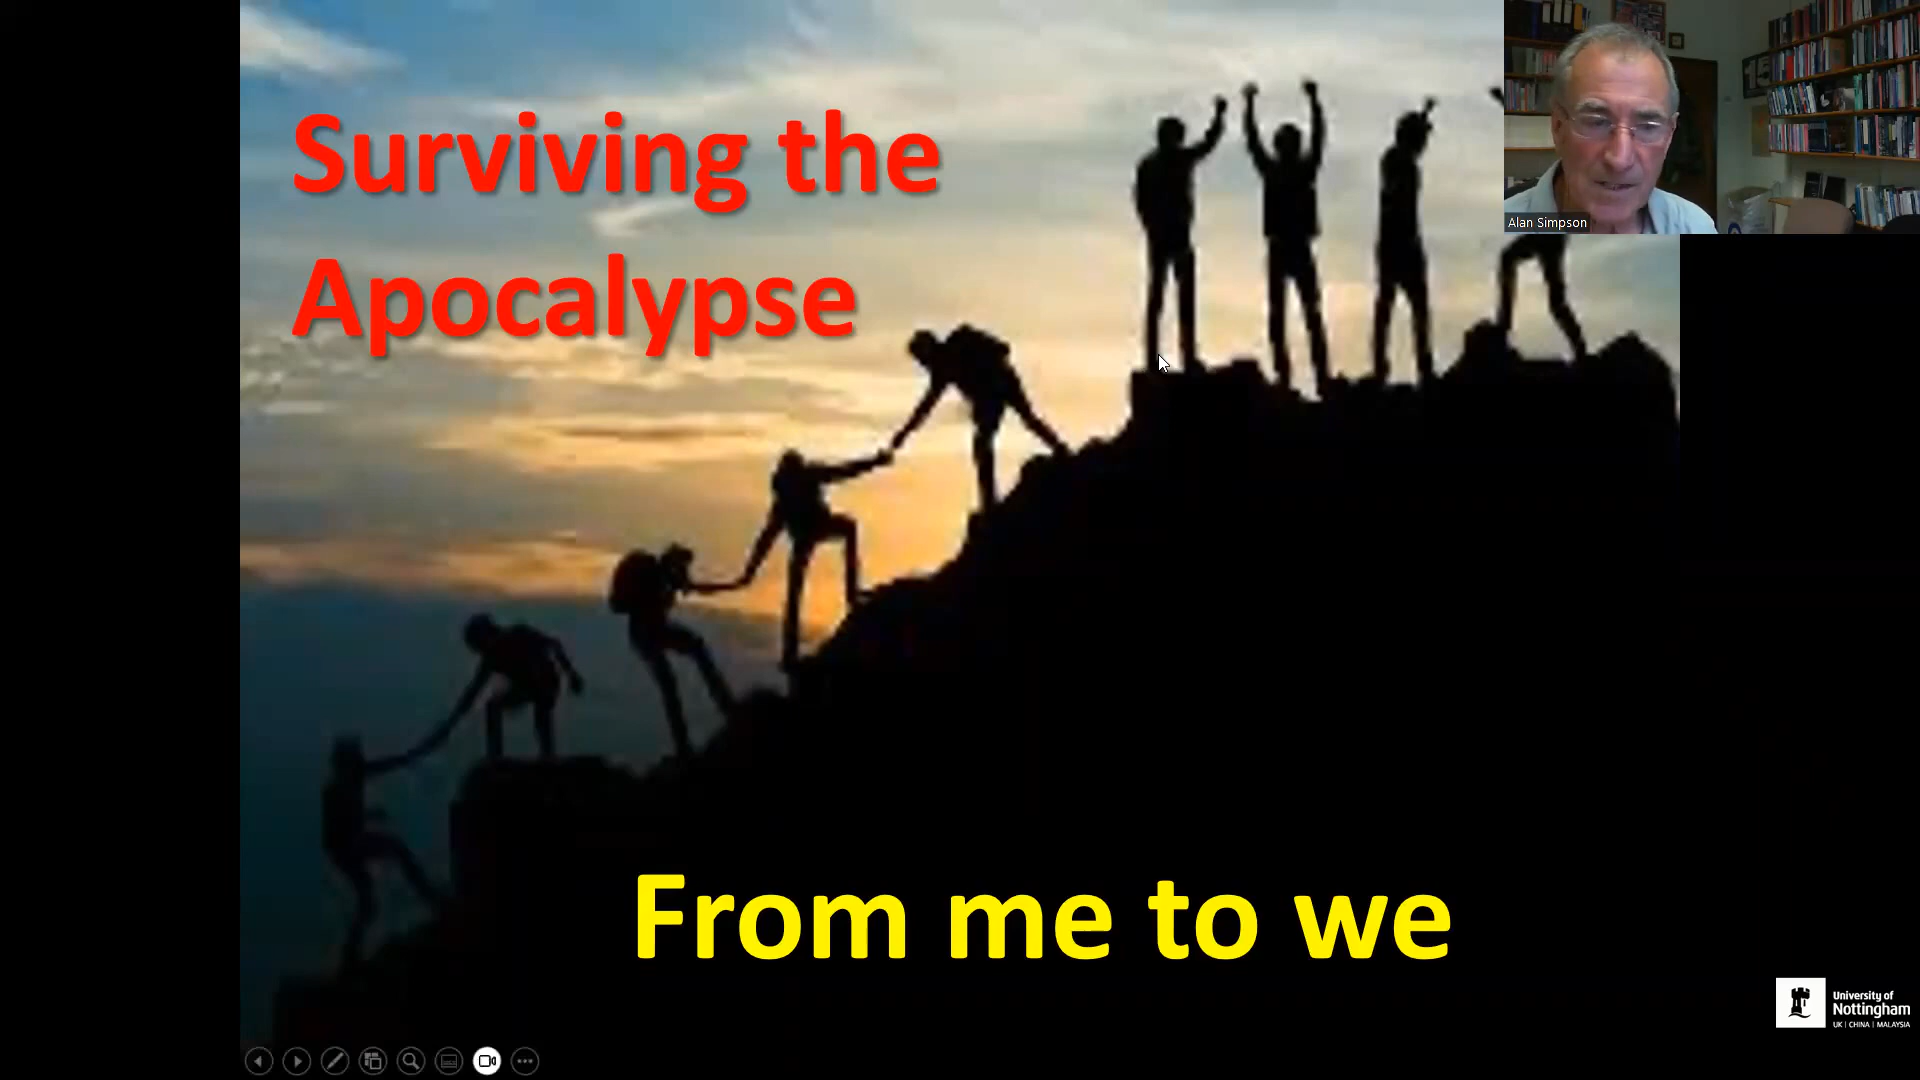 Surviving the
Apocalypse
Alan Simpson
From me to we
University of
Nottingham
UK | CHINA | MALAYSIA